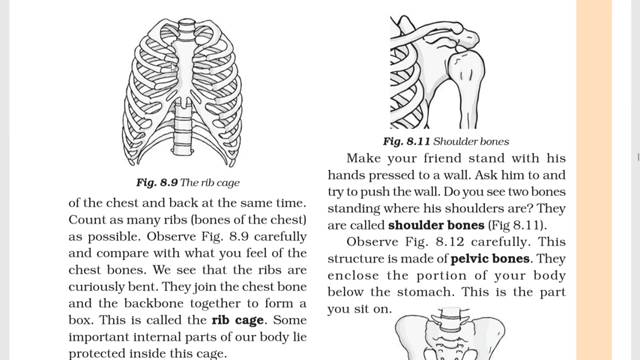 Fig. 8.9 The rib cage
of the chest and back at the same time.
Count as many ribs (bones of the chest)
as possible. Observe Fig. 8.9 carefully
and compare with what you feel of the
chest bones. We see that the ribs are
curiously bent. They join the chest bone
and the backbone together to form a
box. This is called the rib cage. Some
important internal parts of our body lie
protected inside this cage.
Fig. 8.11 Shoulder bones
Make your friend stand with his
hands pressed to a wall. Ask him to and
try to push the wall. Do you see two bones
standing where his shoulders are? They
are called shoulder bones (Fig 8.11).
Observe Fig. 8.12 carefully. This
structure is made of pelvic bones. They
enclose the portion of your body
below the stomach. This is the part
you sit on.